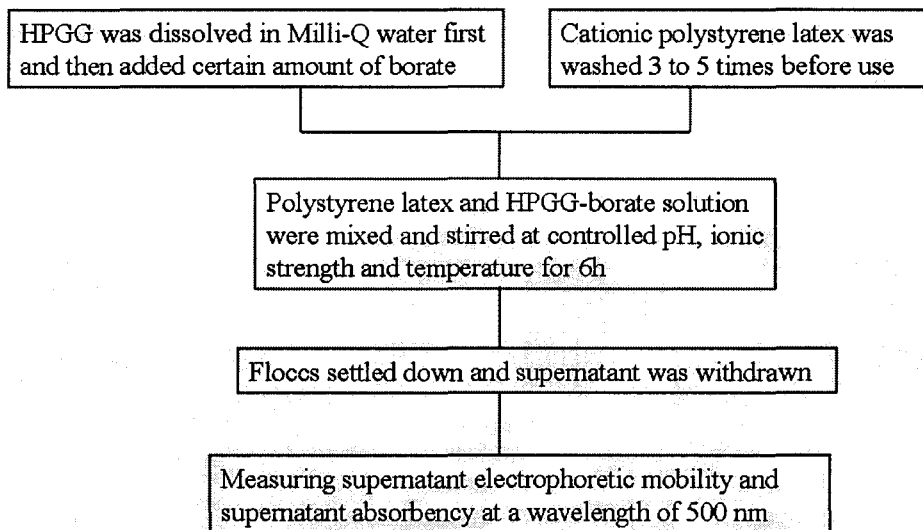 HPGG was dissolved in Milli-Q water first
and then added certain amount of borate
Cationic polystyrene latex was
washed 3 to 5 times before use
Polystyrene latex and HPGG-borate solution
were mixed and stirred at controlled pH, ionic
strength and temperature for 6h
Floccs settled down and supernatant was withdrawn
Measuring supernatant electrophoretic mobility and
supernatant absorbency at a wavelength of 500 nm